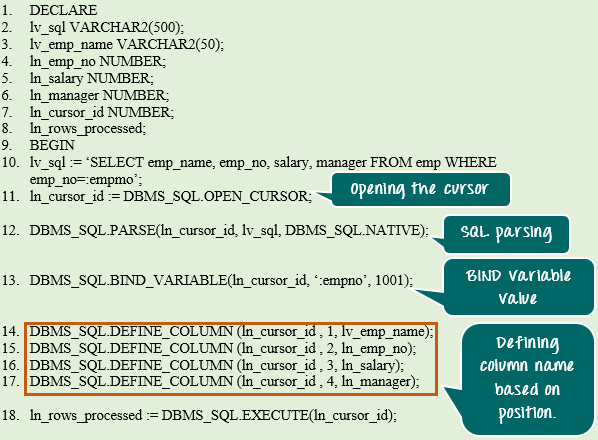 1. DECLARE
2. lv_sql VARCHAR2(500);
3. lv_emp_name VARCHAR2(50);
4. ln_emp_no NUMBER;
5. ln_salary NUMBER;
6. ln_manager NUMBER;
7. ln_cursor_id NUMBER;
8. ln_rows_processed;
9. BEGIN
10. lv_sql := ‘SELECT emp_name, emp_no, salary, manager FROM emp WHERE
emp_no=:empmo’;
11. ln_cursor_id := DBMS_SQL.OPEN_CURSOR;
Opening the cursor
12. DBMS_SQL.PARSE(ln_cursor_id, lv_sql, DBMS_SQL.NATIVE);
SQL parsing
13. DBMS_SQL.BIND_VARIABLE(ln_cursor_id, ‘:empno’, 1001);
BIND variable
value
14. DBMS_SQL.DEFINE_COLUMN (ln_cursor_id , 1, lv_emp_name);
15. DBMS_SQL.DEFINE_COLUMN (ln_cursor_id , 2, ln_emp_no);
16. DBMS_SQL.DEFINE_COLUMN (ln_cursor_id , 3, ln_salary);
17. DBMS_SQL.DEFINE_COLUMN (ln_cursor_id , 4, ln_manager);
Defining
column name
based on
position.
18. ln_rows_processed := DBMS_SQL.EXECUTE(ln_cursor_id);